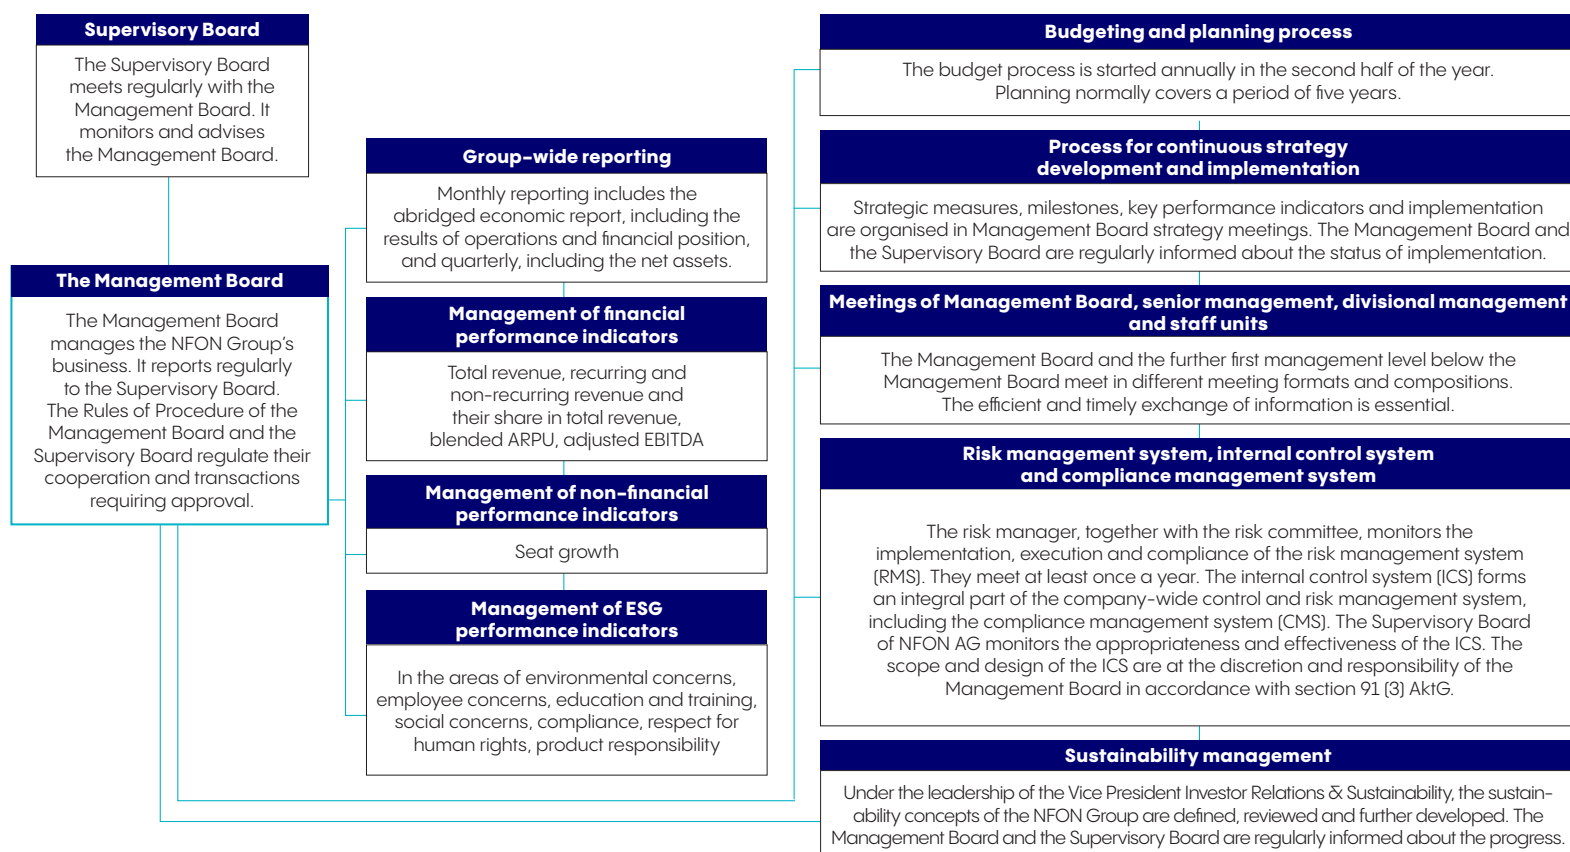 Supervisory Board
The Supervisory Board
meets regularly with the
Management Board. It
monitors and advises
the Management Board.
The Management Board
The Management Board
manages the NFON Group’s
business. It reports regularly
to the Supervisory Board.
The Rules of Procedure of the
Management Board and the
Supervisory Board regulate their
cooperation and transactions
requiring approval.
Group-wide reporting
Monthly reporting includes the
abridged economic report, including the
results of operations and financial position,
and quarterly, including the net assets.
Management of financial
performance indicators
Total revenue, recurring and
non-recurring revenue and
their share in total revenue,
blended ARPU, adjusted EBITDA
Management of non-financial
performance indicators
Seat growth
Management of ESG
performance indicators
In the areas of environmental concerns,
employee concerns, education and training,
social concerns, compliance, respect for
human rights, product responsibility
Budgeting and planning process
The budget process is started annually in the second half of the year.
Planning normally covers a period of five years.
Process for continuous strategy
development and implementation
Strategic measures, milestones, key performance indicators and implementation
are organised in Management Board strategy meetings. The Management Board and
the Supervisory Board are regularly informed about the status of implementation.
Meetings of Management Board, senior management, divisional management
and staff units
The Management Board and the further first management level below the
Management Board meet in different meeting formats and compositions.
The efficient and timely exchange of information is essential.
Risk management system, internal control system
and compliance management system
The risk manager, together with the risk committee, monitors the
implementation, execution and compliance of the risk management system
(RMS). They meet at least once a year. The internal control system (ICS) forms
an integral part of the company-wide control and risk management system,
including the compliance management system (CMS). The Supervisory Board
of NFON AG monitors the appropriateness and effectiveness of the ICS. The
scope and design of the ICS are at the discretion and responsibility of the
Management Board in accordance with section 91 (3) AktG.
Sustainability management
Under the leadership of the Vice President Investor Relations & Sustainability, the sustain-
ability concepts of the NFON Group are defined, reviewed and further developed. The
Management Board and the Supervisory Board are regularly informed about the progress.